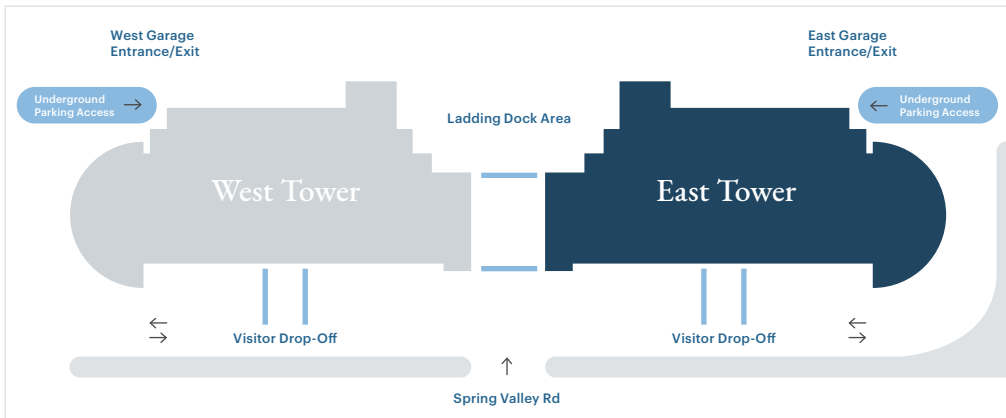 West Garage
Entrance/Exit
East Garage
Entrance/Exit
Underground
Parking Access
Underground
Parking Access
Ladding Dock Area
West Tower
East Tower
Visitor Drop-Off
Visitor Drop-Off
Spring Valley Rd